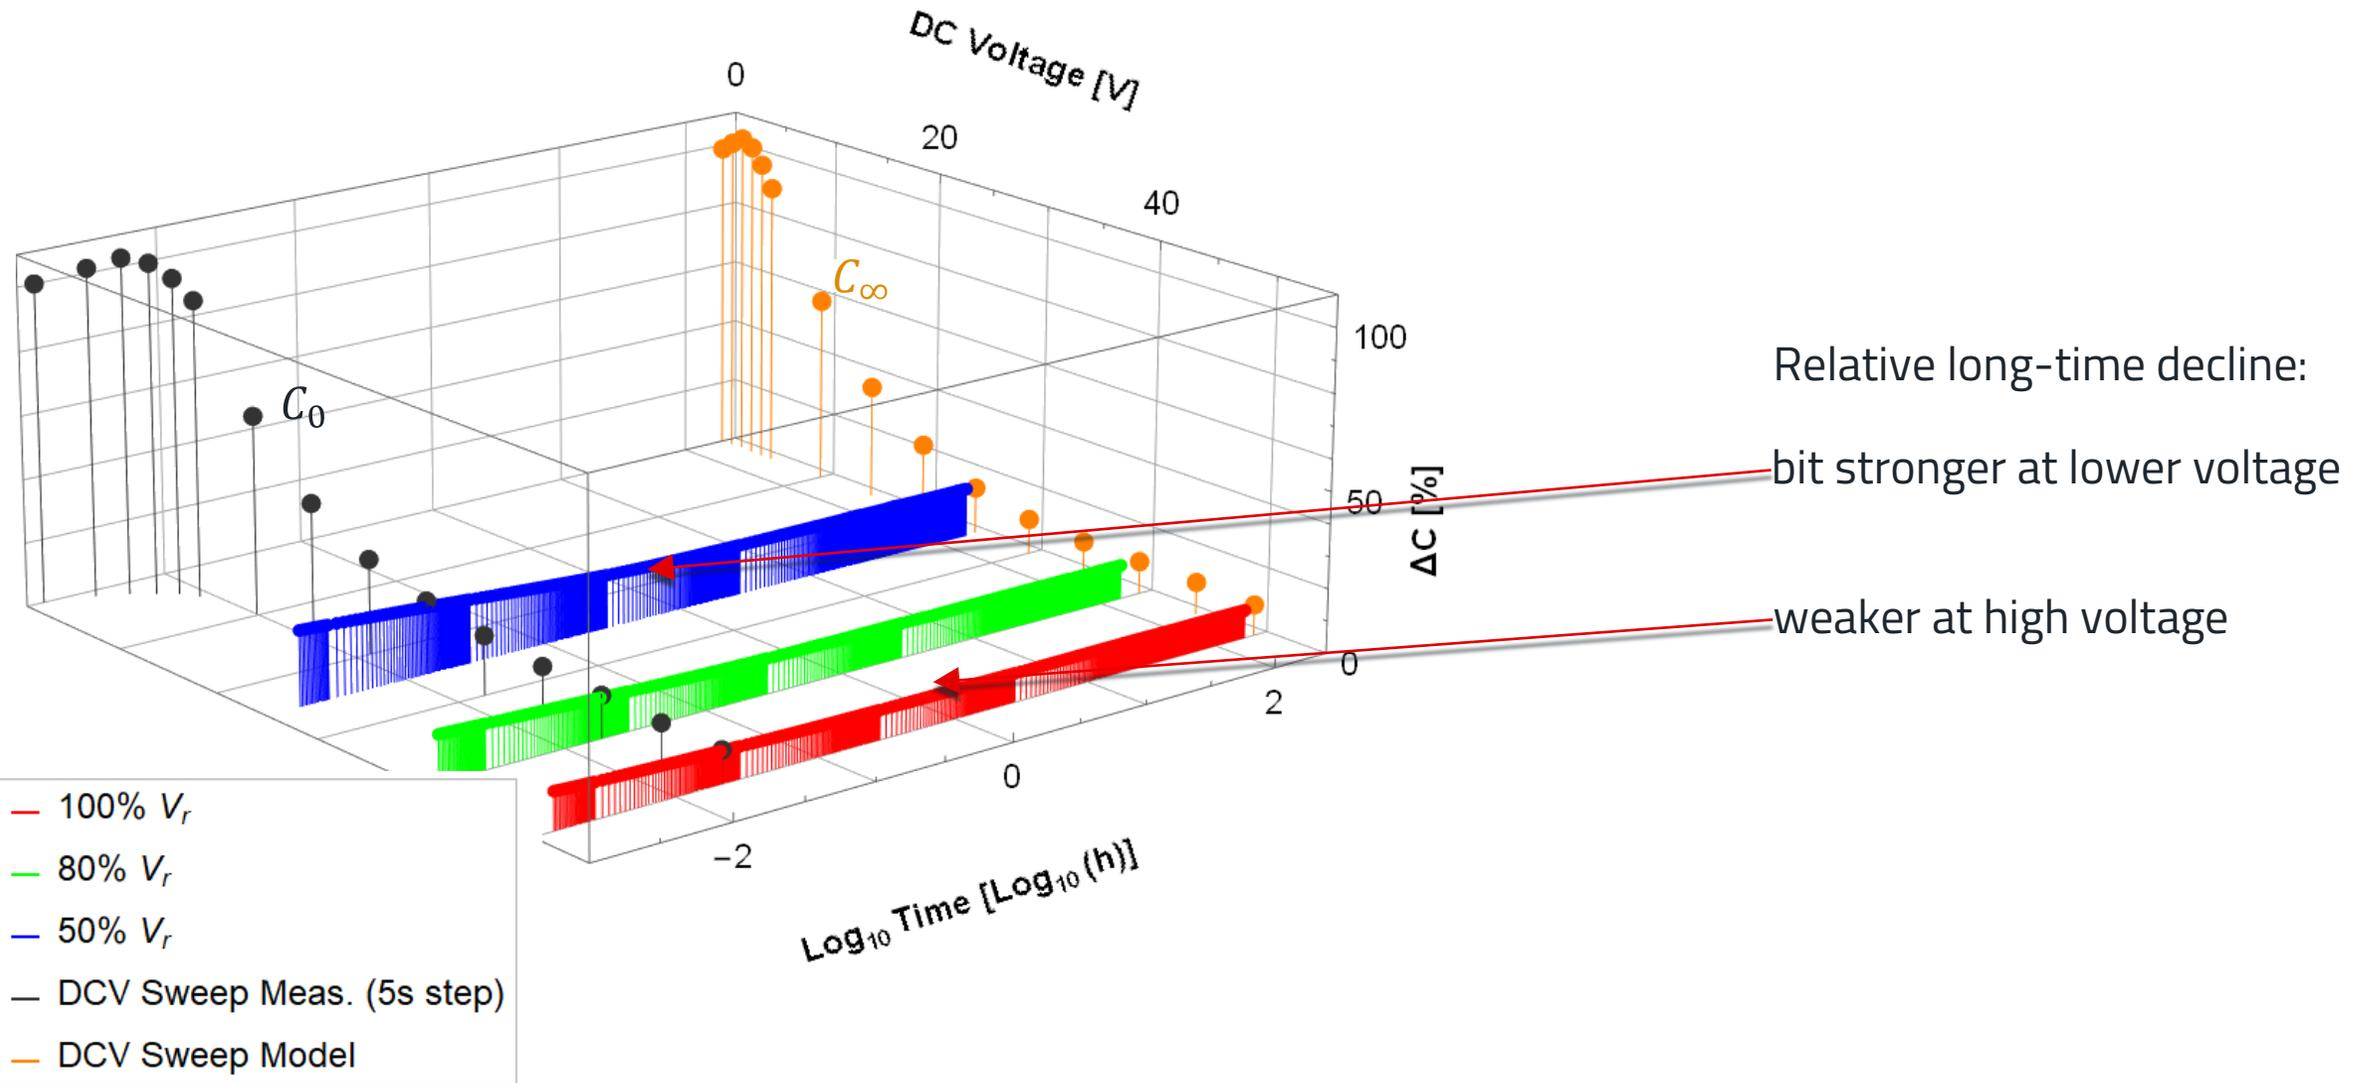 DC Voltage [V]
0
20
40
C∞
C₀
100
50
0
ΔC [%]
2
0
−2
Log₁₀ Time [Log₁₀ (h)]
Relative long-time decline:
bit stronger at lower voltage
weaker at high voltage
100% Vᵣ
80% Vᵣ
50% Vᵣ
DCV Sweep Meas. (5s step)
DCV Sweep Model